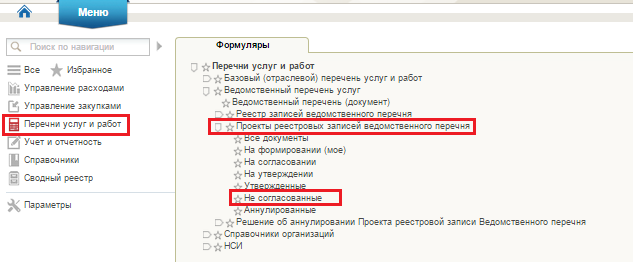 Меню
Поиск по навигации
Все Избранное
Управление расходами
Управление закупками
Перечни услуг и работ
Учет и отчетность
Справочники
Сводный реестр
Параметры
Формуляры
Перечни услуг и работ
Базовый (отраслевой) перечень услуг и работ
Ведомственный перечень услуг
Ведомственный перечень (документ)
Реестр записей ведомственного перечня
Проекты реестровых записей ведомственного перечня
Все документы
На формировании (мое)
На согласовании
На утверждении
Утвержденные
Не согласованные
Аннулированные
Решение об аннулировании Проекта реестровой записи Ведомственного перечня
Справочники организаций
НСИ